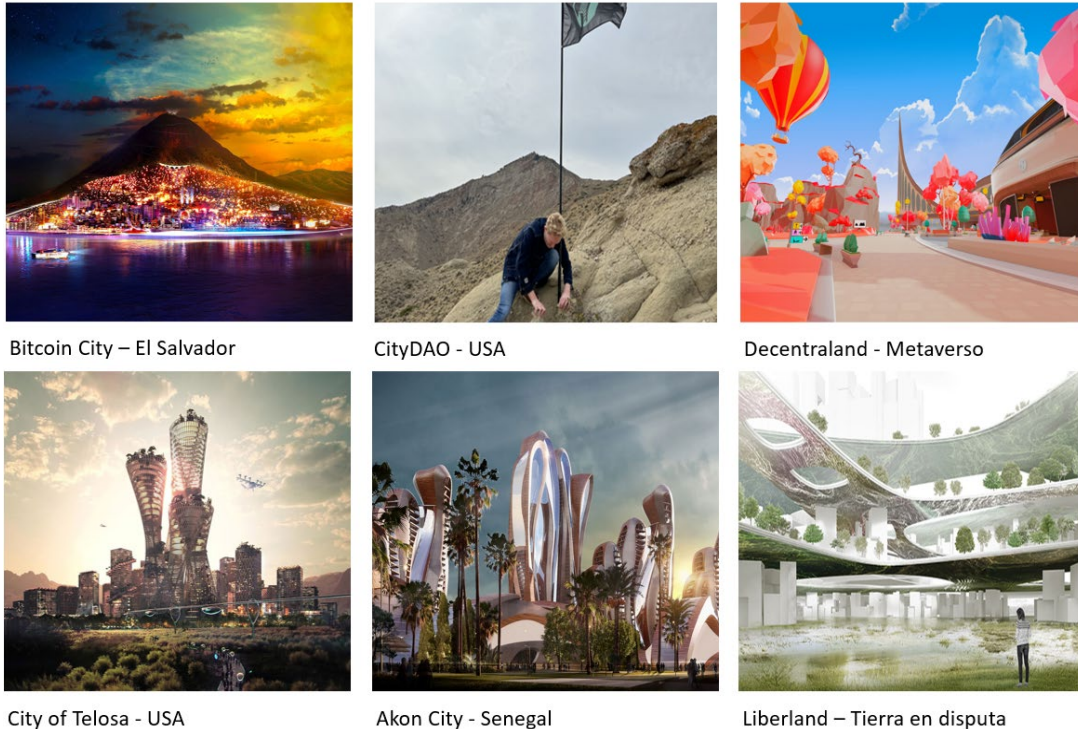 Bitcoin City – El Salvador
CityDAO - USA
Decentraland - Metaverso
City of Telosa - USA
Akon City - Senegal
Liberland – Tierra en disputa